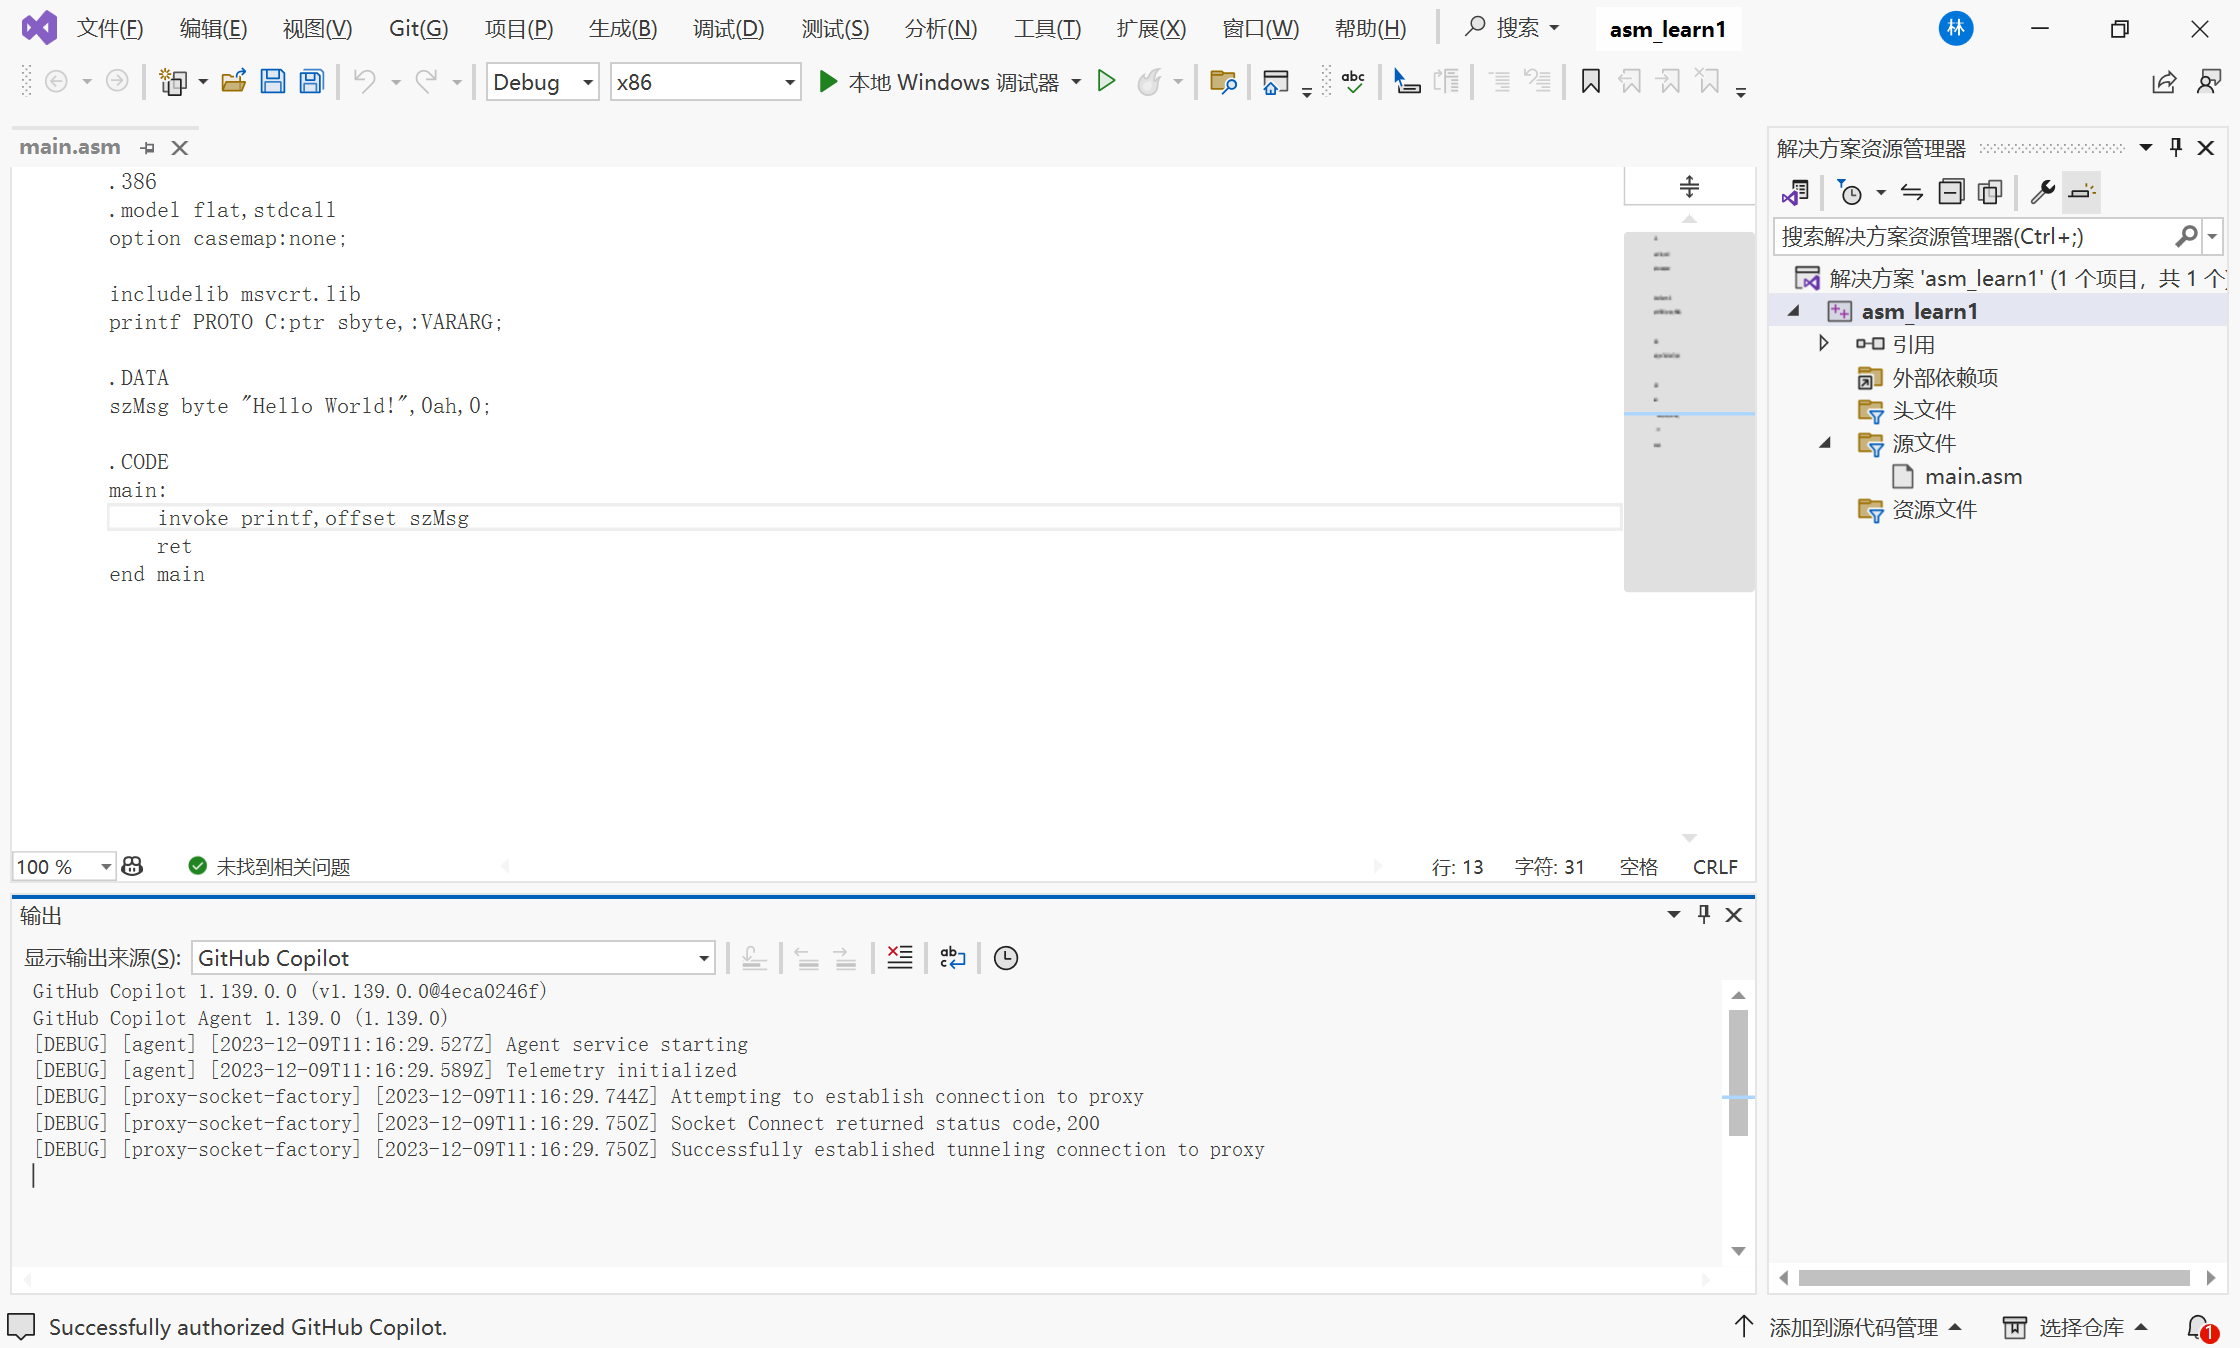 文件(F) 编辑(E) 视图(V) Git(G) 项目(P) 生成(B) 调试(D) 测试(S) 分析(N) 工具(T) 扩展(X) 窗口(W) 帮助(H) 搜索 asm_learn1 林
Debug x86 本地 Windows 调试器 abc
main.asm
.386
.model flat,stdcall
option casemap:none;
includelib msvcrt.lib
printf PROTO C:ptr sbyte,:VARARG;
.DATA
szMsg byte "Hello World!",0ah,0;
.CODE
main:
invoke printf,offset szMsg
ret
end main
100 % 未找到相关问题 行: 13 字符: 31 空格 CRLF
输出
显示输出来源(S): GitHub Copilot
GitHub Copilot 1.139.0.0 (v1.139.0.0@4eca0246f)
GitHub Copilot Agent 1.139.0 (1.139.0)
[DEBUG] [agent] [2023-12-09T11:16:29.527Z] Agent service starting
[DEBUG] [agent] [2023-12-09T11:16:29.589Z] Telemetry initialized
[DEBUG] [proxy-socket-factory] [2023-12-09T11:16:29.744Z] Attempting to establish connection to proxy
[DEBUG] [proxy-socket-factory] [2023-12-09T11:16:29.750Z] Socket Connect returned status code,200
[DEBUG] [proxy-socket-factory] [2023-12-09T11:16:29.750Z] Successfully established tunneling connection to proxy
解决方案资源管理器
搜索解决方案资源管理器(Ctrl+;)
解决方案 'asm_learn1' (1 个项目，共 1 个)
asm_learn1
引用
外部依赖项
头文件
源文件
main.asm
资源文件
Successfully authorized GitHub Copilot. 添加到源代码管理 选择仓库 1